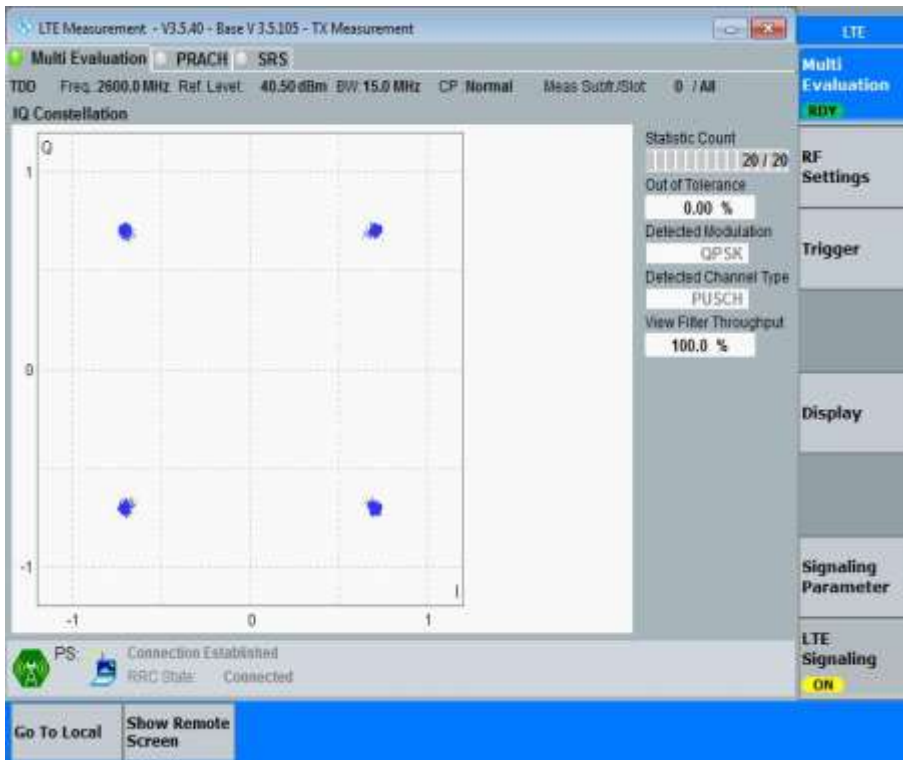 LTE Measurement - V3.5.40 - Base V 3.5.105 - TX Measurement
LTE
Multi Evaluation PRACH SRS
Multi
Evaluation
RDY
TDD Freq.: 2600.0 MHz Ref. Level: 40.50 dBm BW: 15.0 MHz CP: Normal Meas Subfr./Slot: 0 / All
IQ Constellation
Q
1
0
-1
I
-1 0 1
Statistic Count
20 / 20
Out of Tolerance
0.00 %
Detected Modulation
QPSK
Detected Channel Type
PUSCH
View Filter Throughput
100.0 %
RF
Settings
Trigger
Display
Signaling
Parameter
LTE
Signaling
ON
PS: Connection Established
RRC State: Connected
Go To Local
Show Remote
Screen